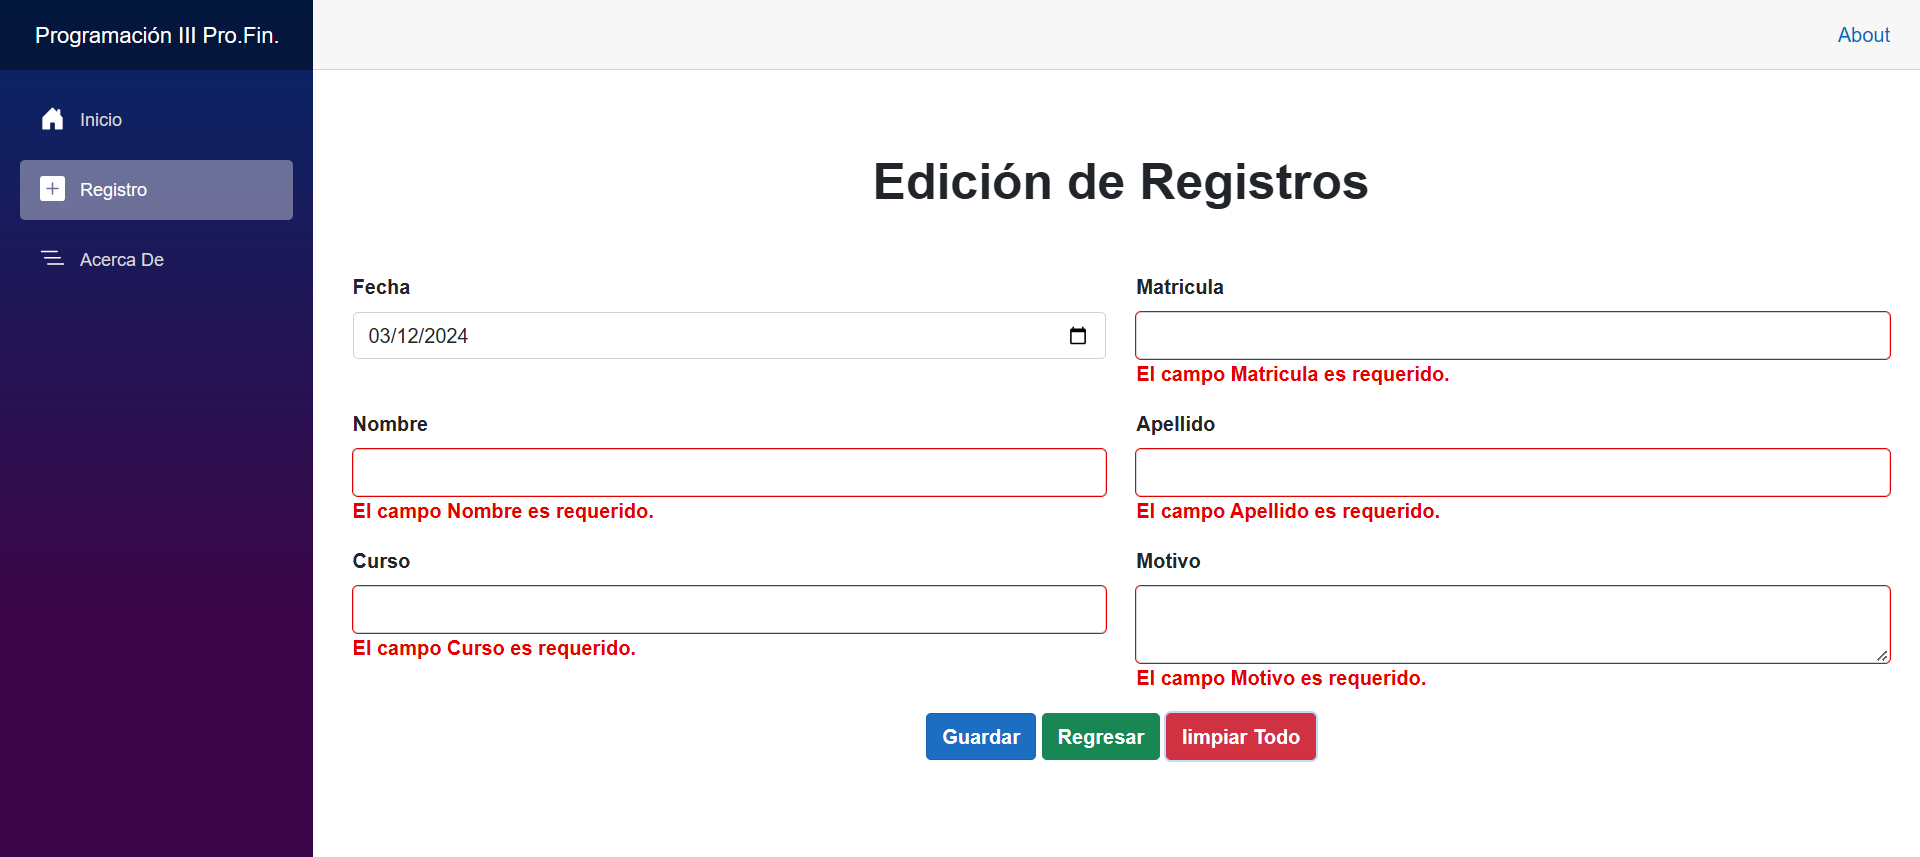 Programación III Pro.Fin.
About
Inicio
Registro
Acerca De
Edición de Registros
Fecha
Matricula
03/12/2024
El campo Matricula es requerido.
Nombre
Apellido
El campo Nombre es requerido.
El campo Apellido es requerido.
Curso
Motivo
El campo Curso es requerido.
El campo Motivo es requerido.
Guardar
Regresar
limpiar Todo